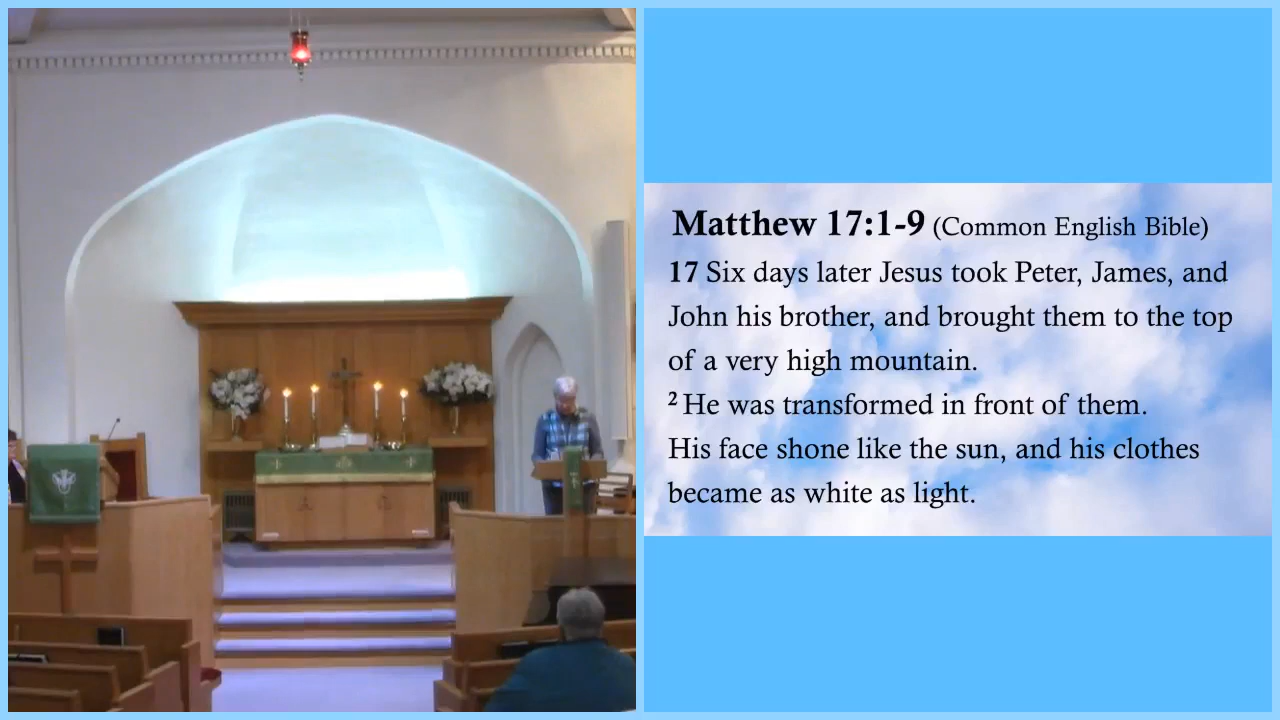 Matthew 17:1-9 (Common English Bible)
17 Six days later Jesus took Peter, James, and
John his brother, and brought them to the top
of a very high mountain.
2 He was transformed in front of them.
His face shone like the sun, and his clothes
became as white as light.